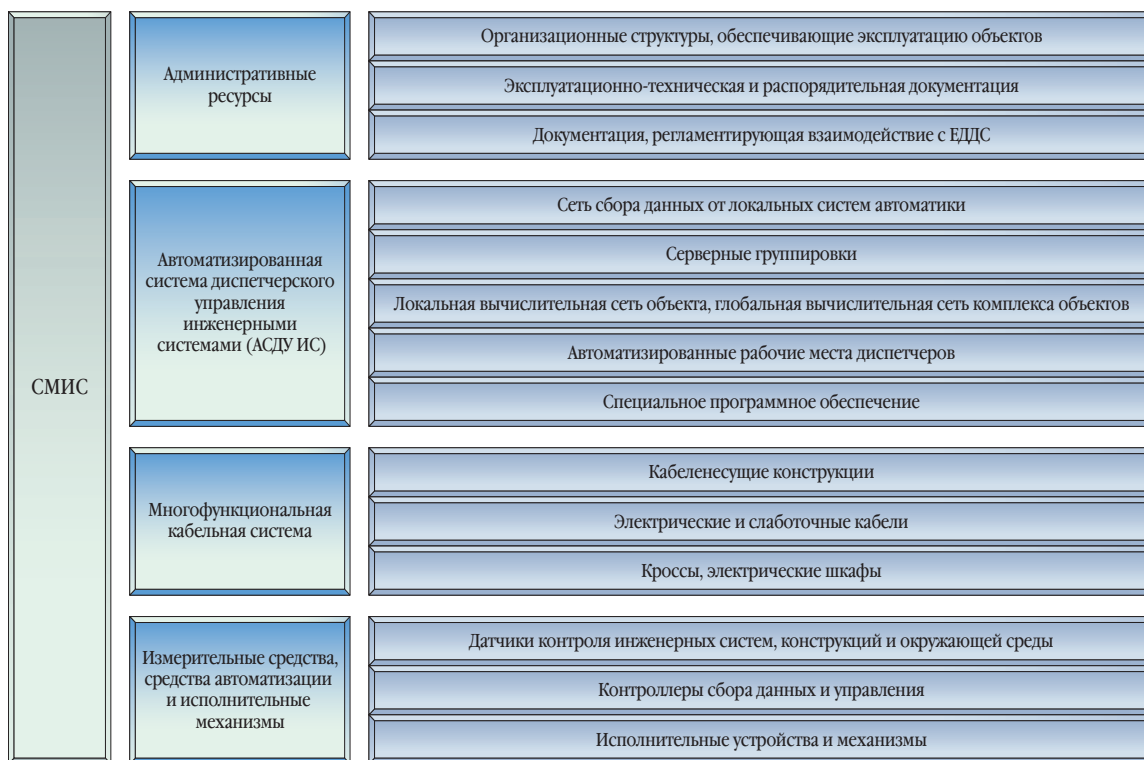 СМИС
Административные
ресурсы
Организационные структуры, обеспечивающие эксплуатацию объектов
Эксплуатационно-техническая и распорядительная документация
Документация, регламентирующая взаимодействие с ЕДДС
Автоматизированная
система диспетчерского
управления
инженерными
системами (АСДУ ИС)
Сеть сбора данных от локальных систем автоматики
Серверные группировки
Локальная вычислительная сеть объекта, глобальная вычислительная сеть комплекса объектов
Автоматизированные рабочие места диспетчеров
Специальное программное обеспечение
Многофункциональная
кабельная система
Кабеленесущие конструкции
Электрические и слаботочные кабели
Кроссы, электрические шкафы
Измерительные средства,
средства автоматизации
и исполнительные
механизмы
Датчики контроля инженерных систем, конструкций и окружающей среды
Контроллеры сбора данных и управления
Исполнительные устройства и механизмы